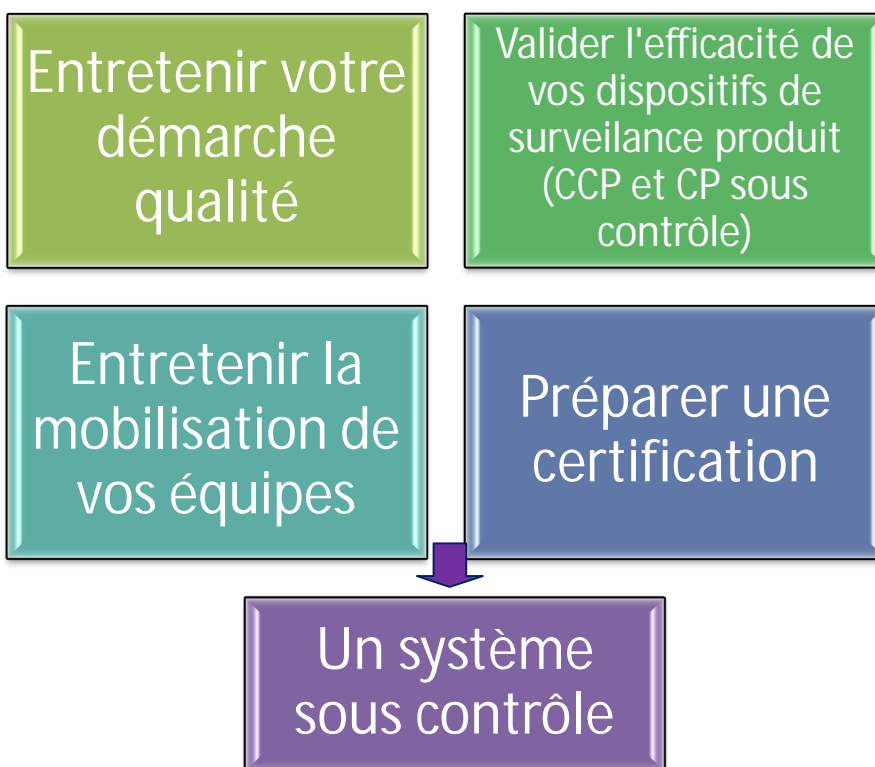 Entretenir votre
démarche
qualité
Valider l'efficacité de
vos dispositifs de
surveilance produit
(CCP et CP sous
contrôle)
Entretenir la
mobilisation de
vos équipes
Préparer une
certification
Un système
sous contrôle